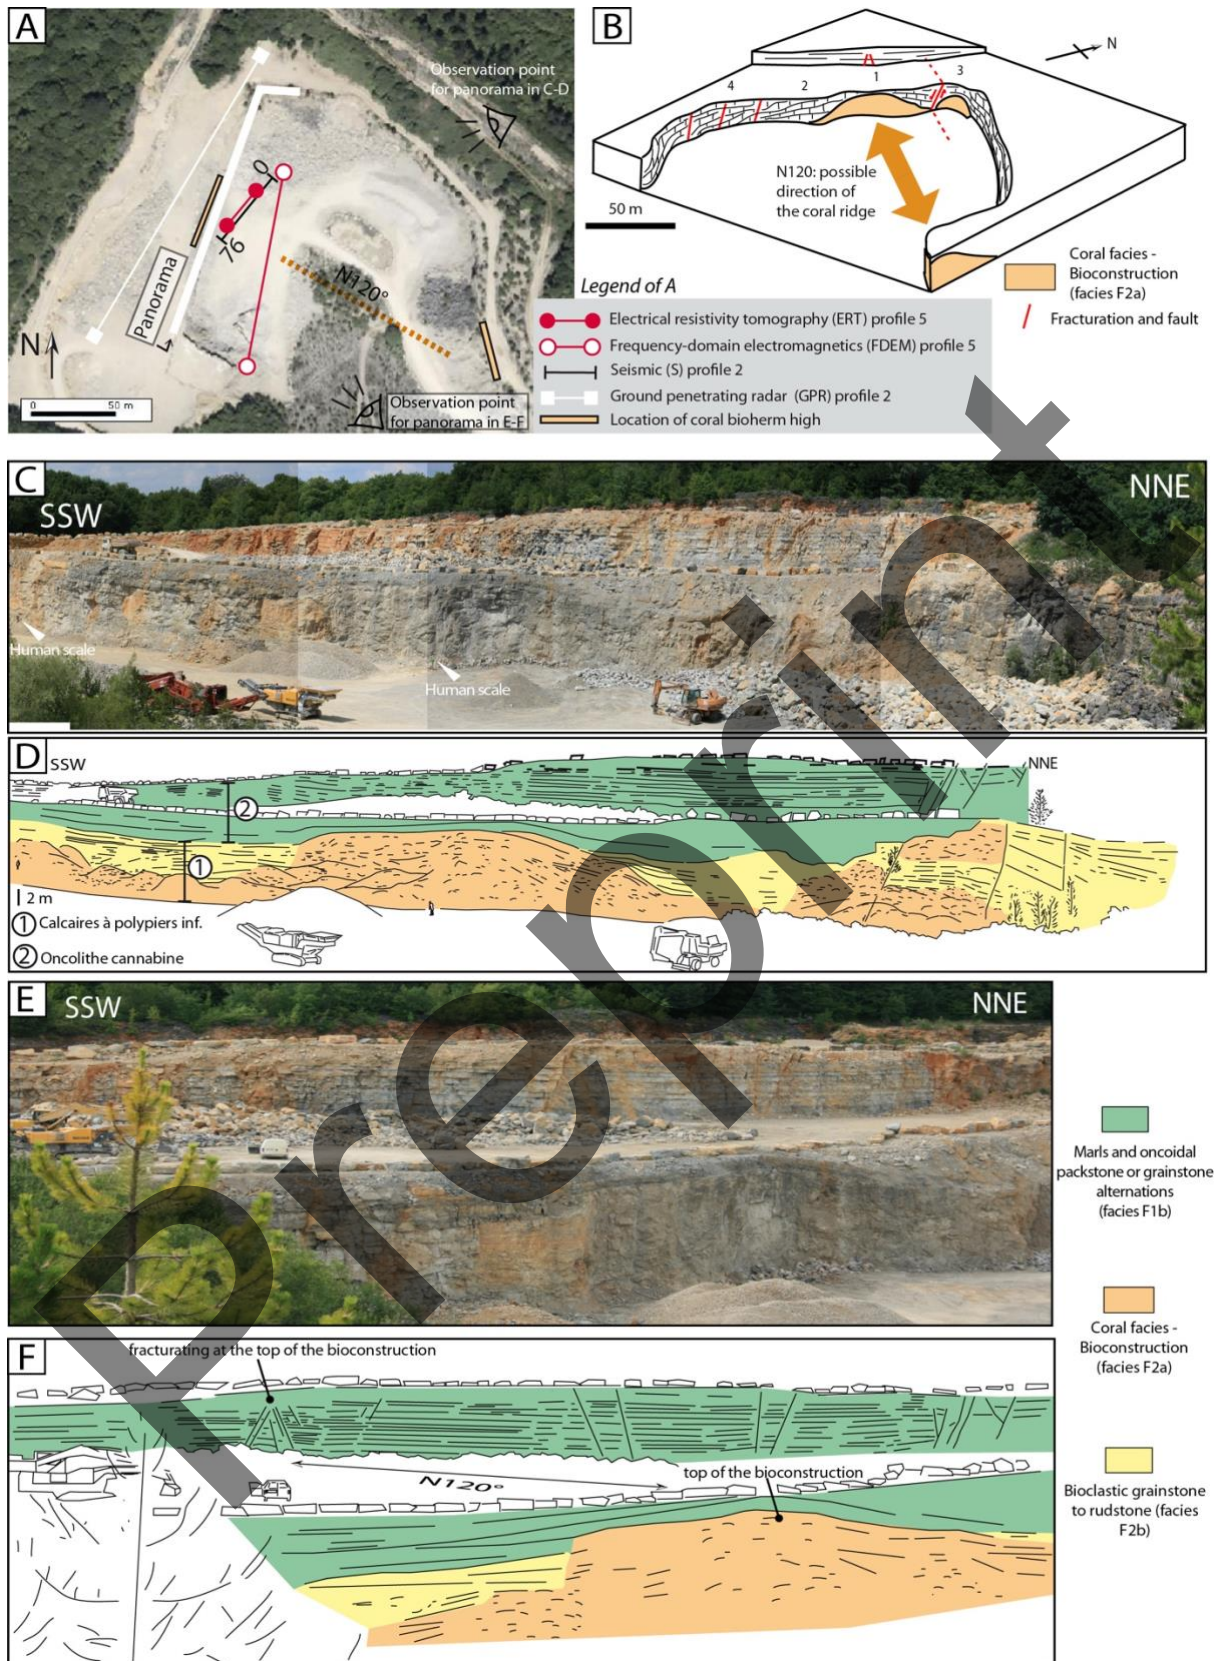 A
Observation point
for panorama in C-D
0
76
Panorama
N120°
N
0 50 m
Observation point
for panorama in E-F
B
N
4 2 1 3
N120: possible
direction of
the coral ridge
50 m
Coral facies -
Bioconstruction
(facies F2a)
Fracturation and fault
Legend of A
Electrical resistivity tomography (ERT) profile 5
Frequency-domain electromagnetics (FDEM) profile 5
Seismic (S) profile 2
Ground penetrating radar (GPR) profile 2
Location of coral bioherm high
C
SSW
NNE
Human scale
Human scale
D
SSW
NNE
2
1
2 m
1 Calcaires à polypiers inf.
2 Oncolithe cannabine
E
SSW
NNE
Marls and oncoidal
packstone or grainstone
alternations
(facies F1b)
Coral facies -
Bioconstruction
(facies F2a)
Bioclastic grainstone
to rudstone (facies
F2b)
F
fracturating at the top of the bioconstruction
N120°
top of the bioconstruction
Preprint